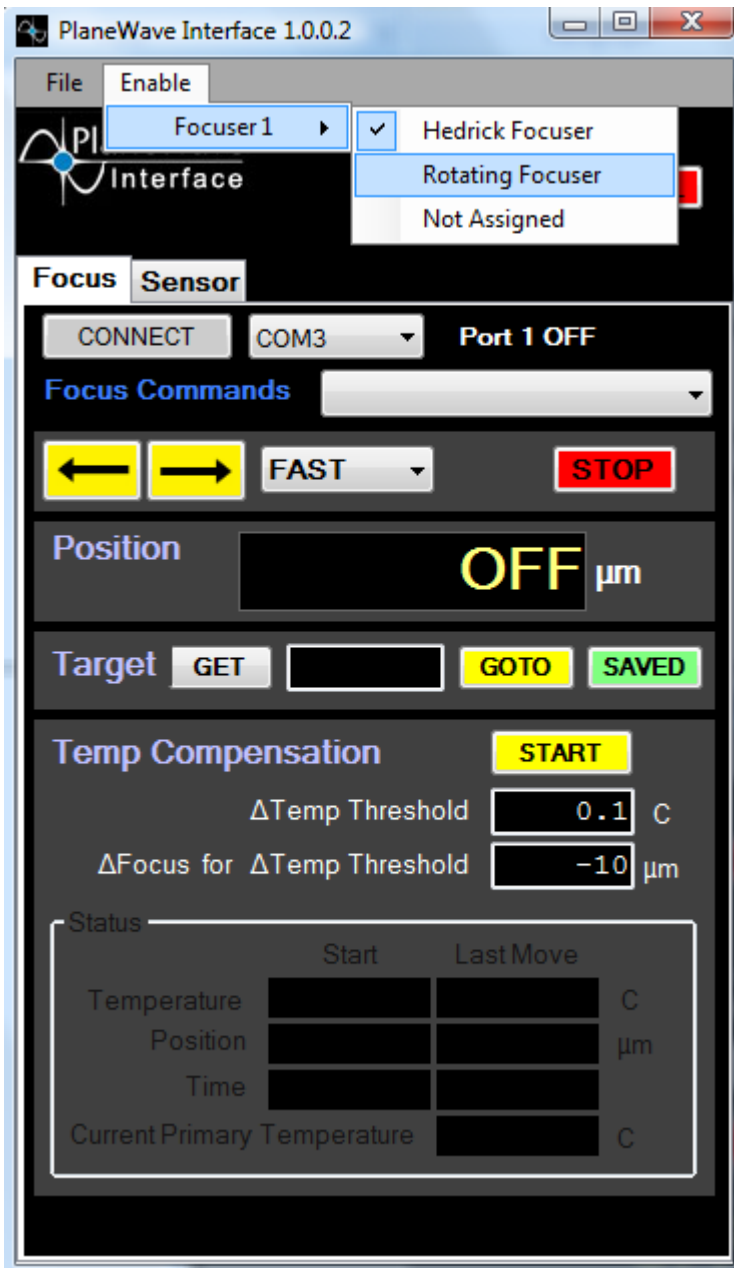 PlaneWave Interface 1.0.0.2
File Enable
Focuser 1
Hedrick Focuser
Rotating Focuser
Not Assigned
Interface
Focus Sensor
CONNECT COM3 Port 1 OFF
Focus Commands
FAST STOP
Position OFF µm
Target GET GOTO SAVED
Temp Compensation START
ΔTemp Threshold 0.1 C
ΔFocus for ΔTemp Threshold -10 µm
Status
Start Last Move
Temperature C
Position µm
Time
Current Primary Temperature C